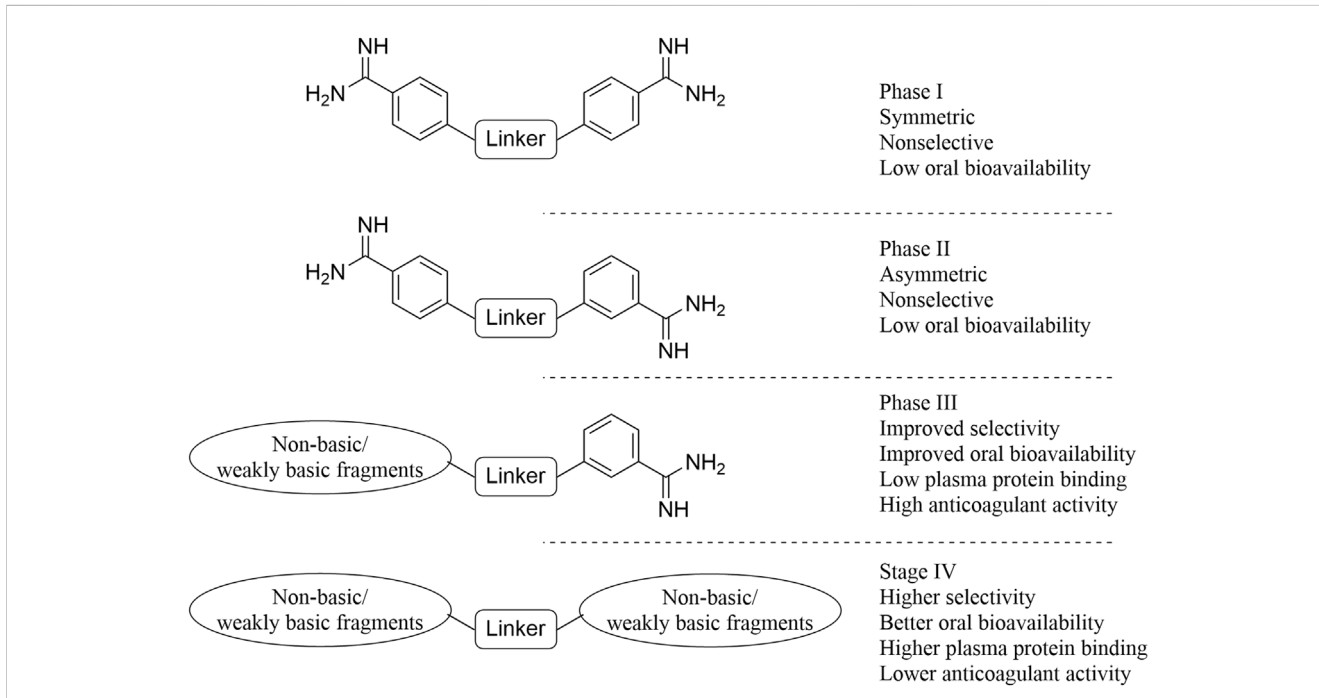 NH
NH
H₂N
NH₂
Linker
Phase I
Symmetric
Nonselective
Low oral bioavailability
NH
H₂N
Linker
NH₂
NH
Phase II
Asymmetric
Nonselective
Low oral bioavailability
Non-basic/
weakly basic fragments
Linker
NH₂
NH
Phase III
Improved selectivity
Improved oral bioavailability
Low plasma protein binding
High anticoagulant activity
Non-basic/
weakly basic fragments
Linker
Non-basic/
weakly basic fragments
Stage IV
Higher selectivity
Better oral bioavailability
Higher plasma protein binding
Lower anticoagulant activity